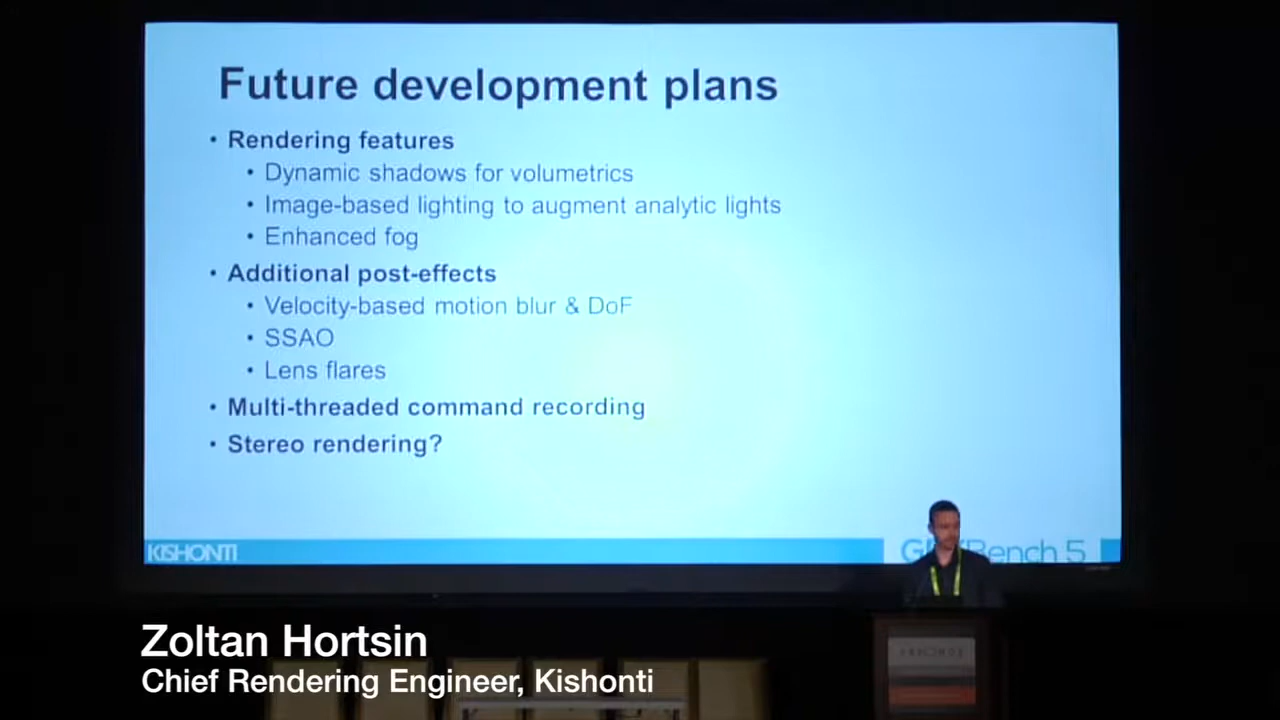 Future development plans
• Rendering features
• Dynamic shadows for volumetrics
• Image-based lighting to augment analytic lights
• Enhanced fog
• Additional post-effects
• Velocity-based motion blur & DoF
• SSAO
• Lens flares
• Multi-threaded command recording
• Stereo rendering?
KISHONTI
Bench 5
Zoltan Hortsin
Chief Rendering Engineer, Kishonti